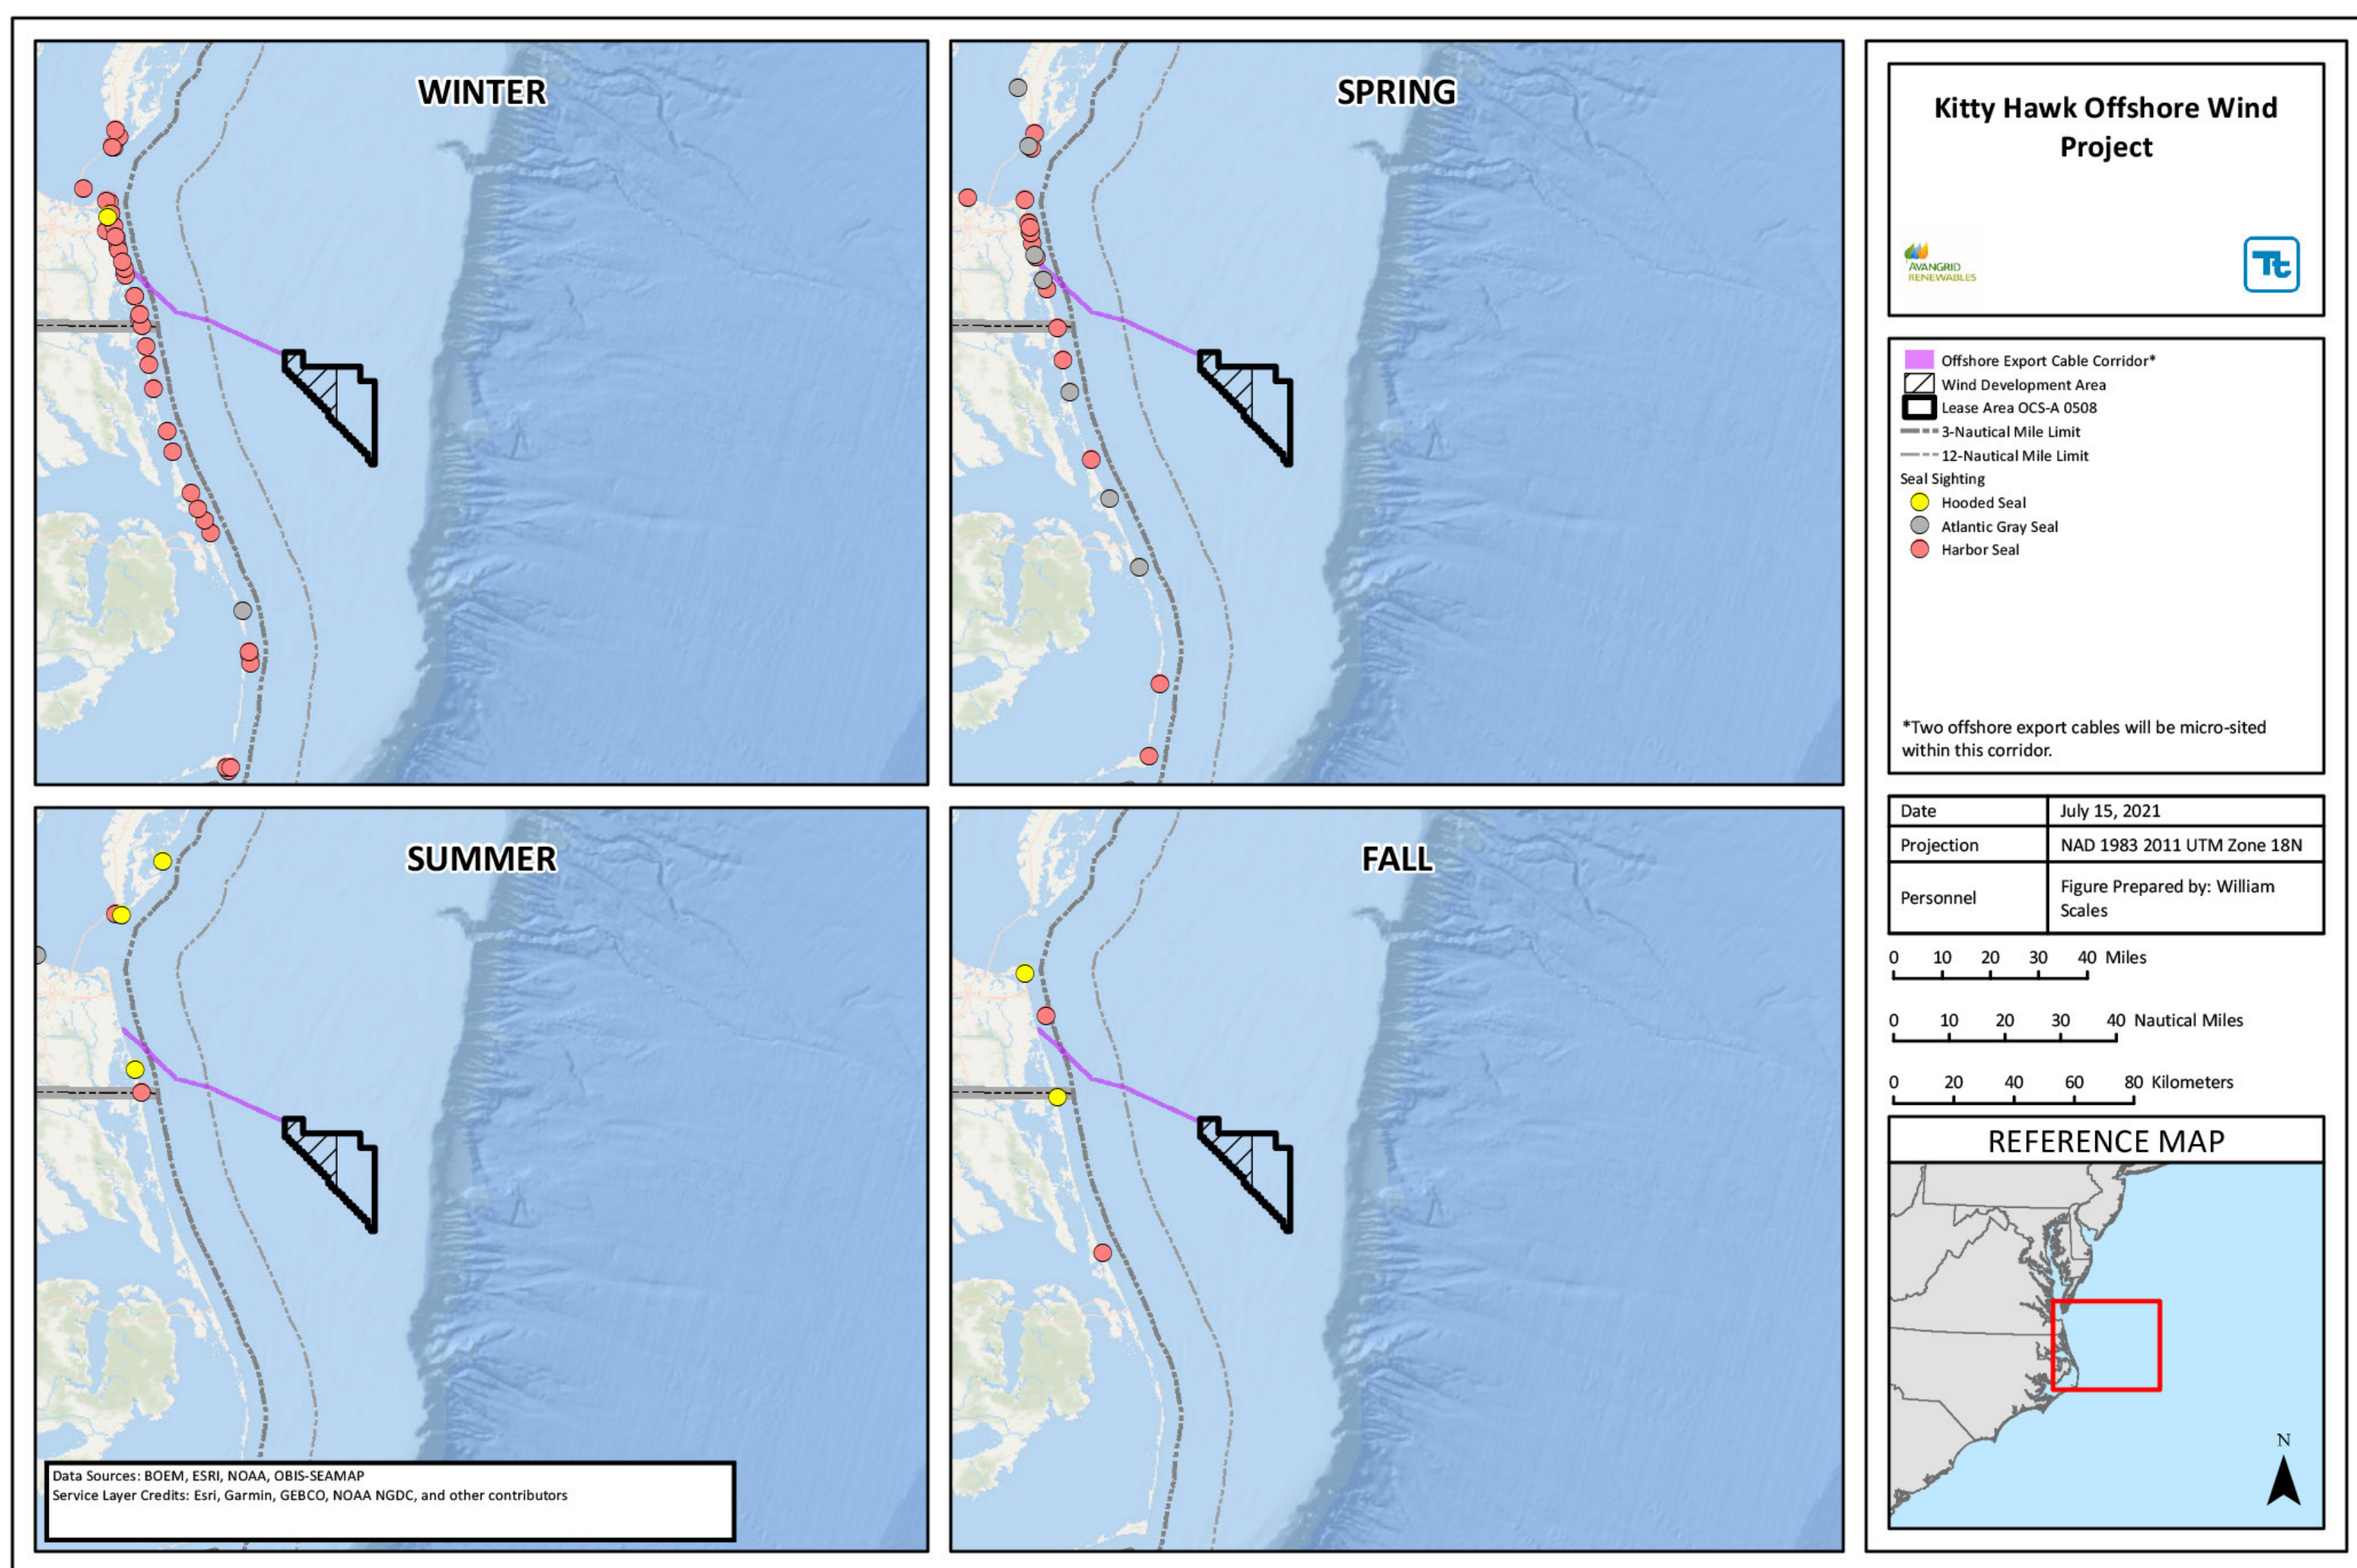 WINTER
SPRING
SUMMER
FALL
Data Sources: BOEM, ESRI, NOAA, OBIS-SEAMAP
Service Layer Credits: Esri, Garmin, GEBCO, NOAA NGDC, and other contributors
Kitty Hawk Offshore Wind
Project
AVANGRID
RENEWABLES
Tt
Offshore Export Cable Corridor*
Wind Development Area
Lease Area OCS-A 0508
3-Nautical Mile Limit
12-Nautical Mile Limit
Seal Sighting
Hooded Seal
Atlantic Gray Seal
Harbor Seal
*Two offshore export cables will be micro-sited
within this corridor.
Date July 15, 2021
Projection NAD 1983 2011 UTM Zone 18N
Personnel Figure Prepared by: William
Scales
0 10 20 30 40 Miles
0 10 20 30 40 Nautical Miles
0 20 40 60 80 Kilometers
REFERENCE MAP
N